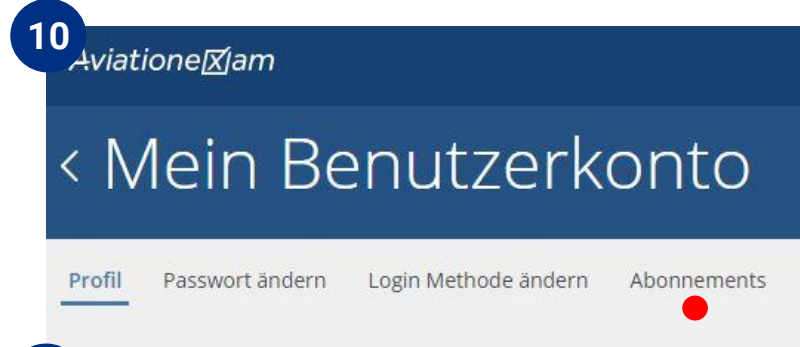 10
Aviationexam
< Mein Benutzerkonto
Profil Passwort ändern Login Methode ändern Abonnements